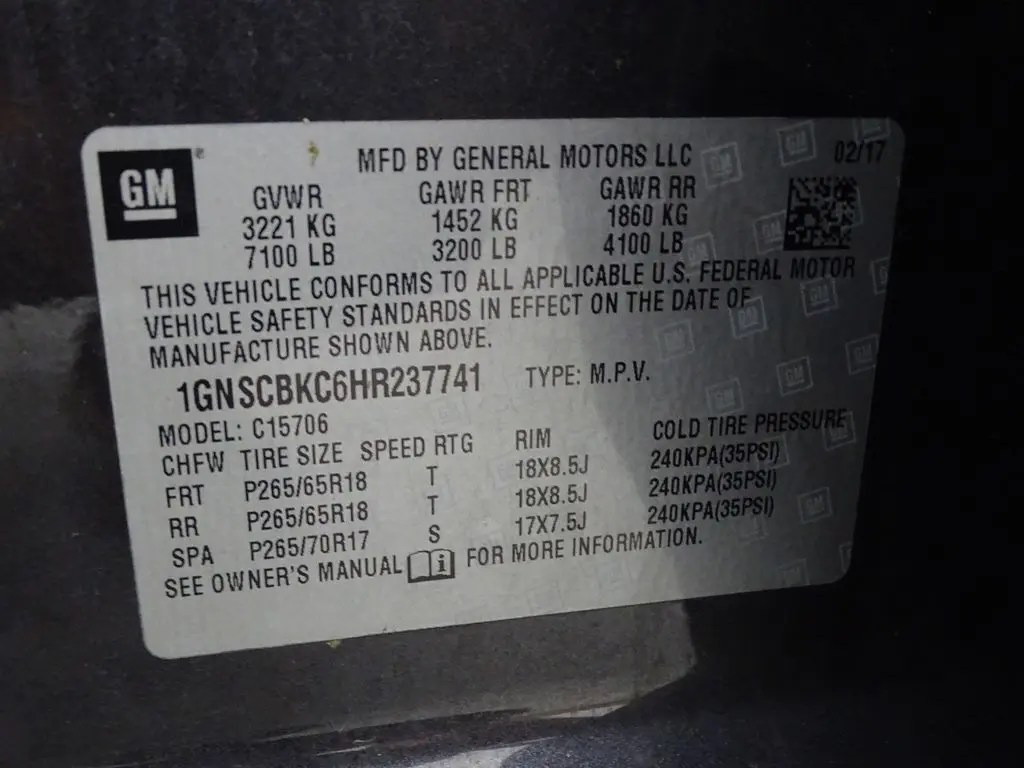 GM
MFD BY GENERAL MOTORS LLC 02/17
GVWR GAWR FRT GAWR RR
3221 KG 1452 KG 1860 KG
7100 LB 3200 LB 4100 LB
THIS VEHICLE CONFORMS TO ALL APPLICABLE U.S. FEDERAL MOTOR
VEHICLE SAFETY STANDARDS IN EFFECT ON THE DATE OF
MANUFACTURE SHOWN ABOVE.
1GNSCBKC6HR237741 TYPE: M.P.V.
MODEL: C15706
CHFW TIRE SIZE SPEED RTG RIM COLD TIRE PRESSURE
FRT P265/65R18 T 18X8.5J 240KPA(35PSI)
RR P265/65R18 T 18X8.5J 240KPA(35PSI)
SPA P265/70R17 S 17X7.5J 240KPA(35PSI)
SEE OWNER'S MANUAL i FOR MORE INFORMATION.